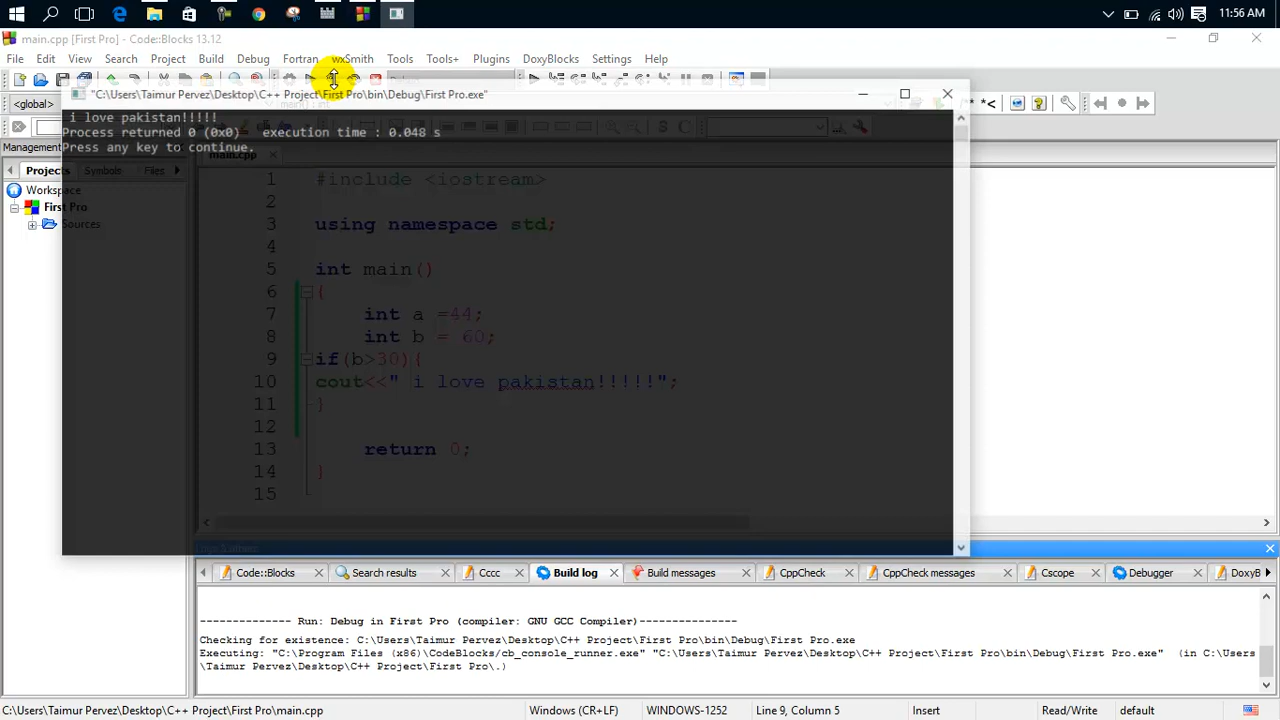 11:56 AM
main.cpp [First Pro] - Code::Blocks 13.12
File Edit View Search Project Build Debug Fortran wxSmith Tools Tools+ Plugins DoxyBlocks Settings Help
<global>
"C:\Users\Taimur Pervez\Desktop\C++ Project\First Pro\bin\Debug\First Pro.exe"
i love pakistan!!!!!
Process returned 0 (0x0) execution time : 0.048 s
Press any key to continue.
Management
main.cpp
Projects Symbols Files
Workspace
First Pro
Sources
1 #include <iostream>
2
3 using namespace std;
4
5 int main()
6 {
7 int a =44;
8 int b = 60;
9 if(b>30){
10 cout<<" i love pakistan!!!!!";
11 }
12
13 return 0;
14 }
15
Code::Blocks Search results Cccc Build log Build messages CppCheck CppCheck messages Cscope Debugger DoxyB
-------------- Run: Debug in First Pro (compiler: GNU GCC Compiler)---------------
Checking for existence: C:\Users\Taimur Pervez\Desktop\C++ Project\First Pro\bin\Debug\First Pro.exe
Executing: "C:\Program Files (x86)\CodeBlocks/cb_console_runner.exe" "C:\Users\Taimur Pervez\Desktop\C++ Project\First Pro\bin\Debug\First Pro.exe" (in C:\Users
\Taimur Pervez\Desktop\C++ Project\First Pro\.)
C:\Users\Taimur Pervez\Desktop\C++ Project\First Pro\main.cpp Windows (CR+LF) WINDOWS-1252 Line 9, Column 5 Insert Read/Write default